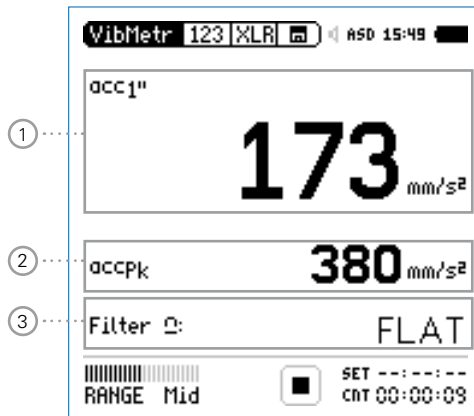 VibMetr 123 XLR ASD 15:49
acc1"
1 173 mm/s²
2 accPk 380 mm/s²
3 Filter Ω: FLAT
RANGE Mid
SET --:--:--
CNT 00:00:09